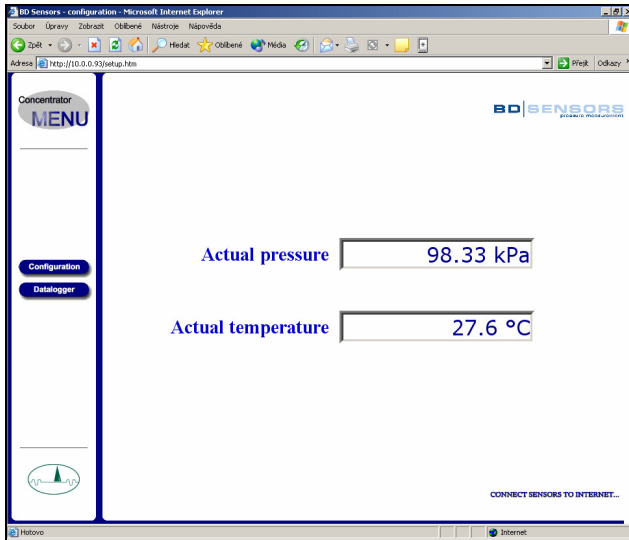 BD Sensors - configuration - Microsoft Internet Explorer
Soubor Úpravy Zobrazit Oblíbené Nástroje Nápověda
Zpět Hledat Oblíbené Média
Adresa http://10.0.0.93/setup.htm Přejít Odkazy
Concentrator
MENU
BD SENSORS
pressure measurement
Actual pressure 98.33 kPa
Configuration
Datalogger
Actual temperature 27.6 °C
CONNECT SENSORS TO INTERNET...
Hotovo Internet